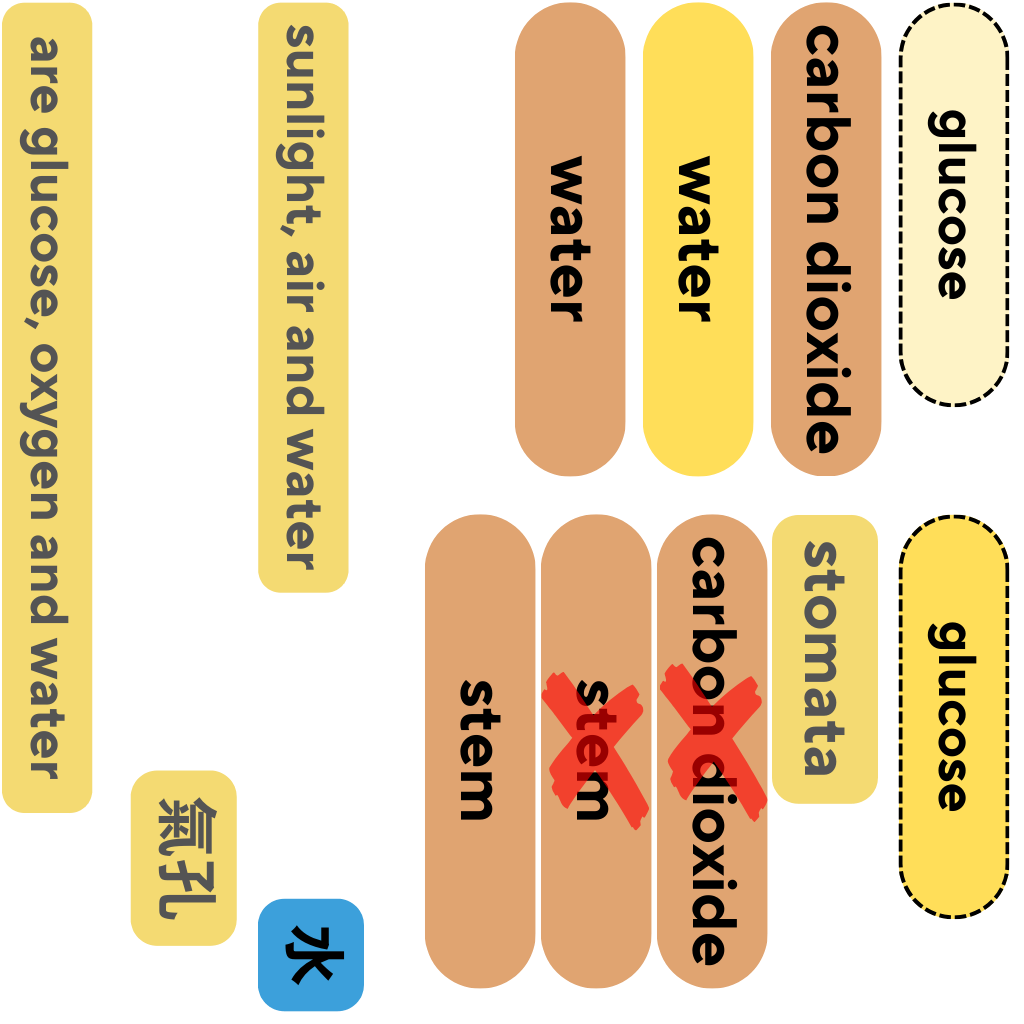 glucose
glucose
carbon dioxide
stomata
water
carbon dioxide
water
stem
stem
sunlight, air and water
水
氣孔
are glucose, oxygen and water